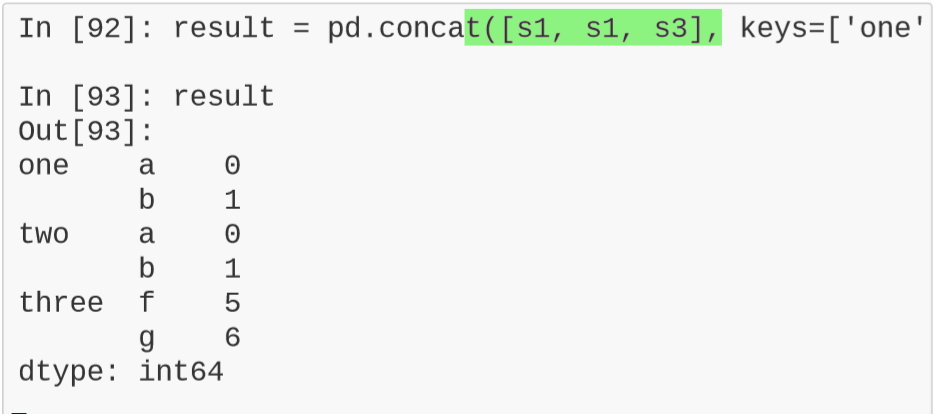 In [92]: result = pd.concat([s1, s1, s3], keys=['one'
In [93]: result
Out[93]:
one    a    0
       b    1
two    a    0
       b    1
three  f    5
       g    6
dtype: int64